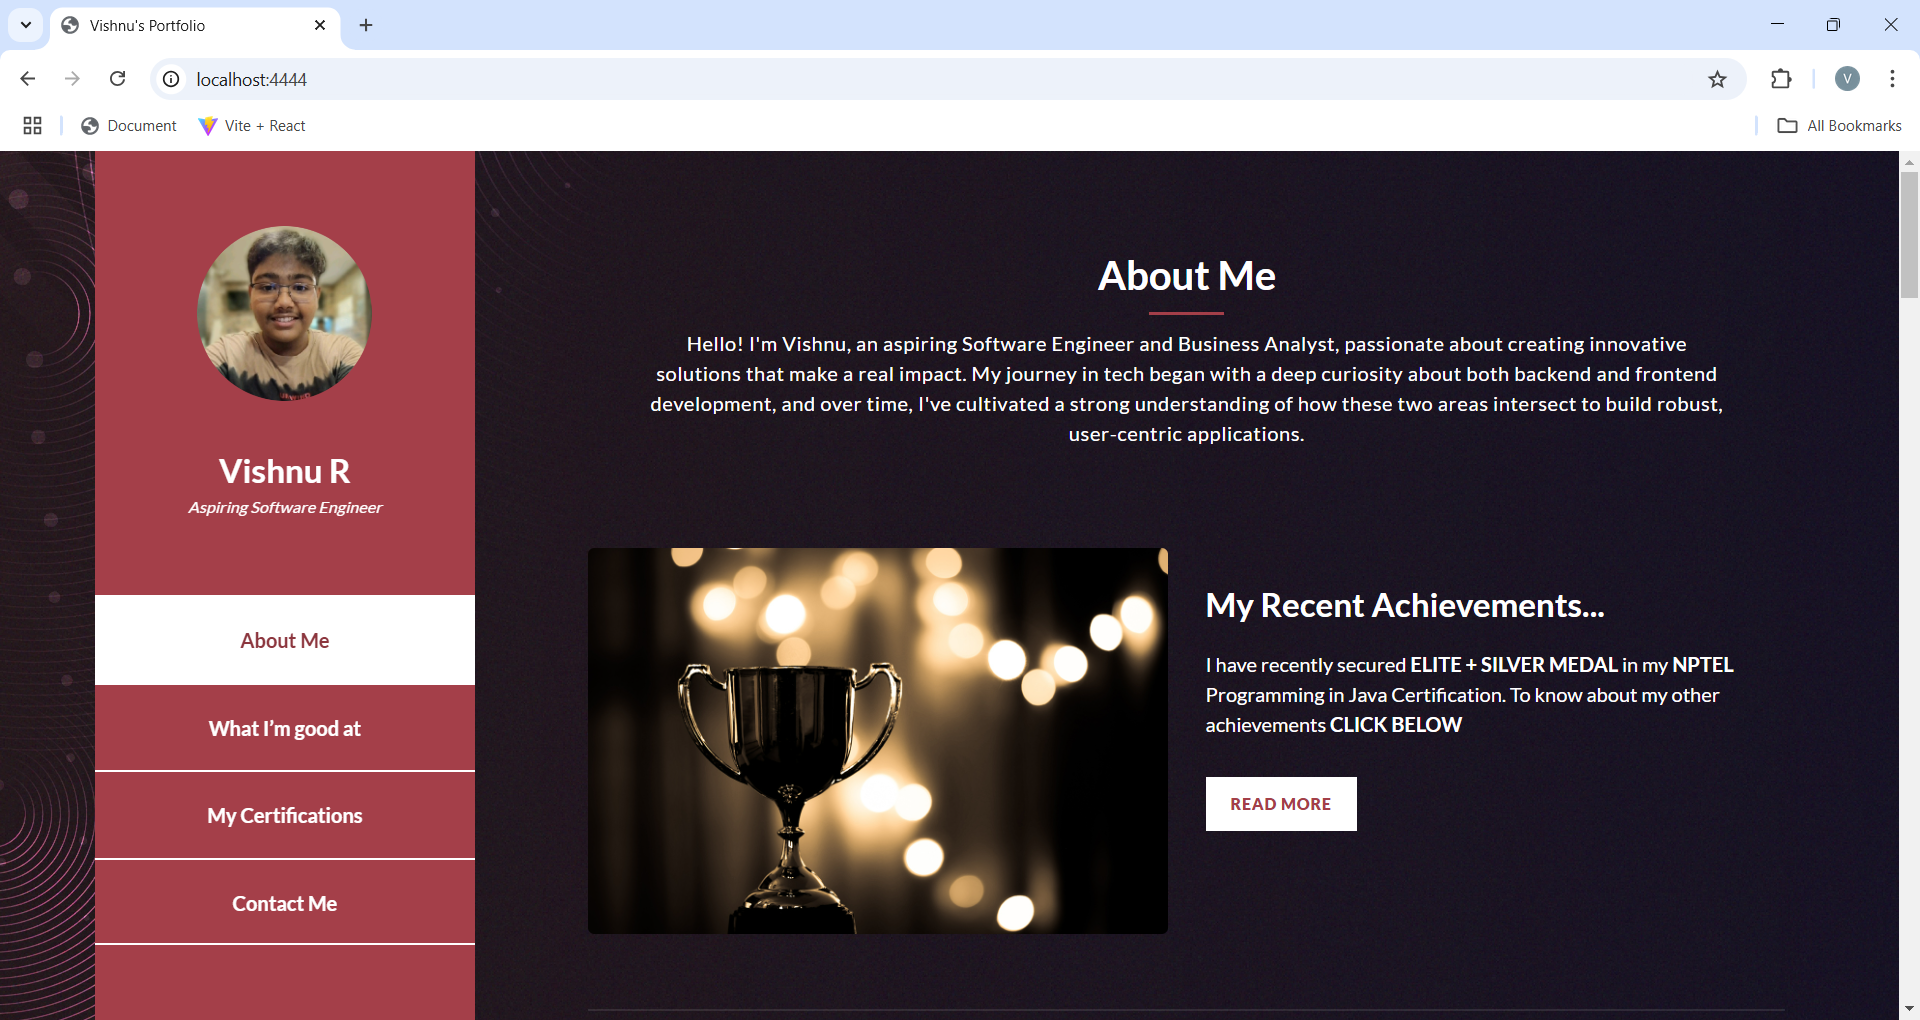 Vishnu's Portfolio
localhost:4444
V
Document
Vite + React
All Bookmarks
Vishnu R
Aspiring Software Engineer
About Me
What I’m good at
My Certifications
Contact Me
About Me
Hello! I'm Vishnu, an aspiring Software Engineer and Business Analyst, passionate about creating innovative
solutions that make a real impact. My journey in tech began with a deep curiosity about both backend and frontend
development, and over time, I've cultivated a strong understanding of how these two areas intersect to build robust,
user-centric applications.
My Recent Achievements...
I have recently secured ELITE + SILVER MEDAL in my NPTEL
Programming in Java Certification. To know about my other
achievements CLICK BELOW
READ MORE